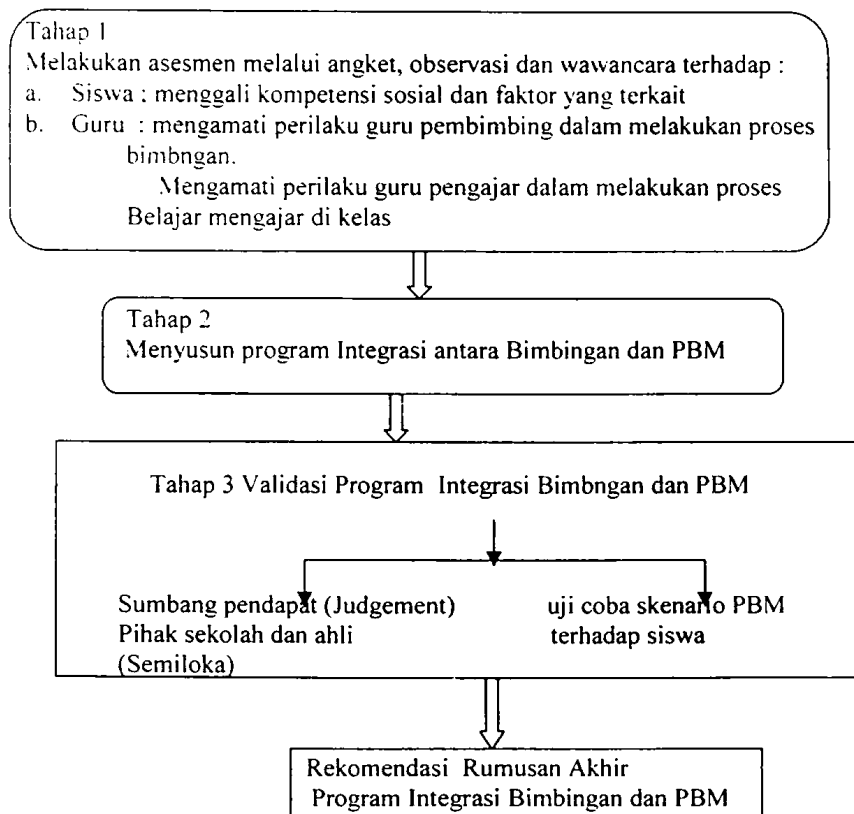 Tahap 1
Melakukan asesmen melalui angket, observasi dan wawancara terhadap :
a. Siswa : menggali kompetensi sosial dan faktor yang terkait
b. Guru : mengamati perilaku guru pembimbing dalam melakukan proses
bimbngan.
Mengamati perilaku guru pengajar dalam melakukan proses
Belajar mengajar di kelas
Tahap 2
Menyusun program Integrasi antara Bimbingan dan PBM
Tahap 3 Validasi Program Integrasi Bimbngan dan PBM
Sumbang pendapat (Judgement)
Pihak sekolah dan ahli
(Semiloka)
uji coba skenario PBM
terhadap siswa
Rekomendasi Rumusan Akhir
Program Integrasi Bimbingan dan PBM